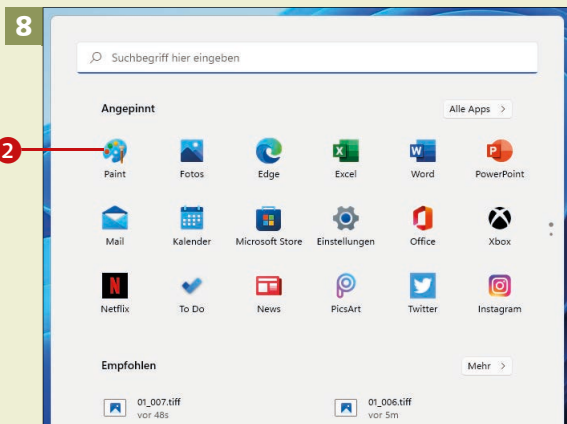 8
Suchbegriff hier eingeben
Angepinnt
Alle Apps
2
Paint Fotos Edge Excel Word PowerPoint
Mail Kalender Microsoft Store Einstellungen Office Xbox
Netflix To Do News PicsArt Twitter Instagram
Empfohlen
Mehr
01_007.tiff 01_006.tiff
vor 48s vor 5m